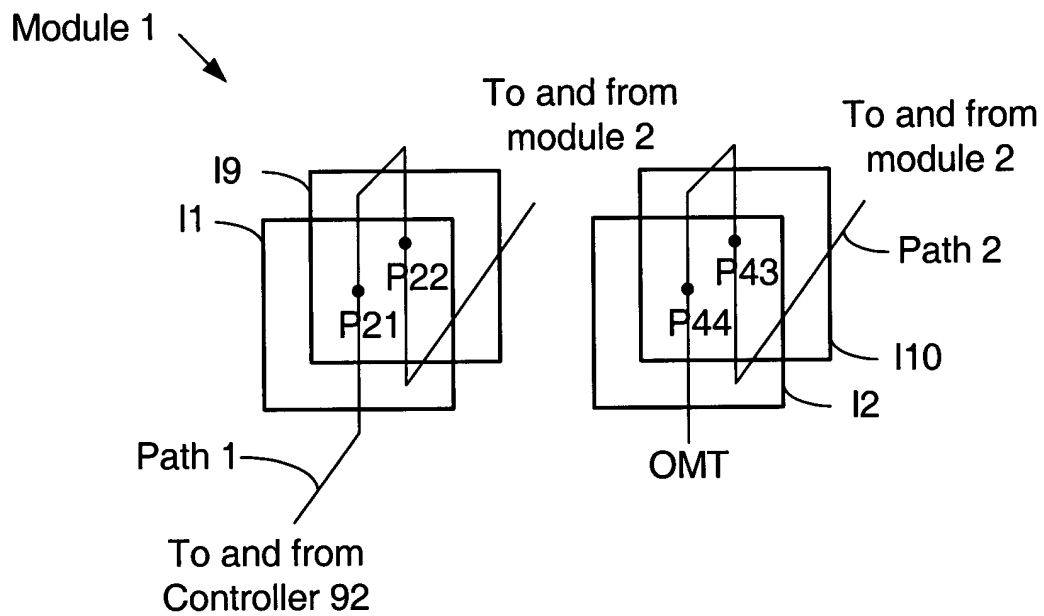 Module 1
To and from
module 2
To and from
module 2
I9
I1
P22
P21
P43
P44
Path 2
I10
I2
Path 1
OMT
To and from
Controller 92